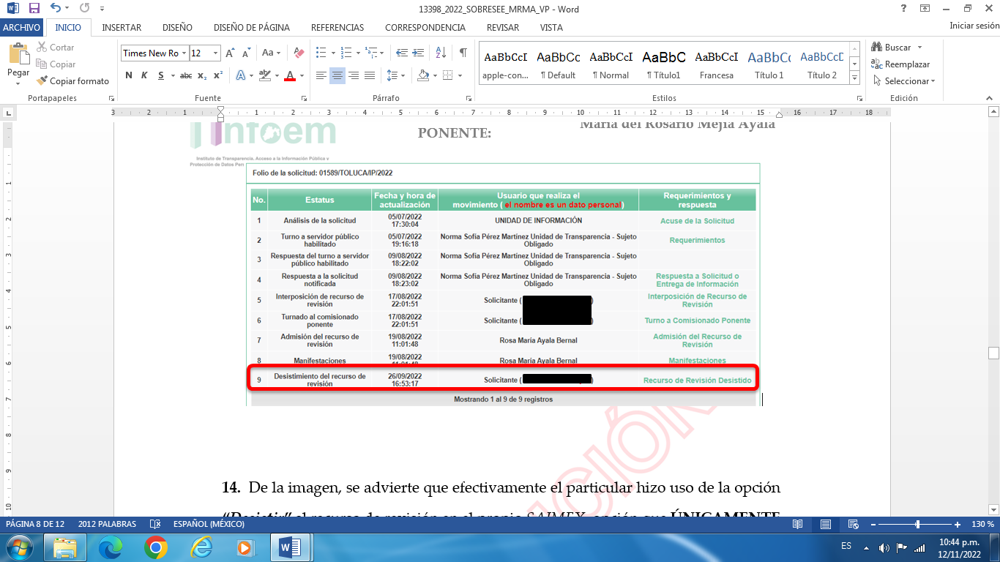 13398_2022_SOBRESEE_MRMA_VP - Word
ARCHIVO INICIO INSERTAR DISEÑO DISEÑO DE PÁGINA REFERENCIAS CORRESPONDENCIA REVISAR VISTA Iniciar sesión
Pegar
Cortar
Copiar
Copiar formato
Portapapeles
Times New Ro 12
Aa
N K S abc x₂ x²
Fuente
Párrafo
AaBbCcI AaBbCcI AaBbCcI AaBbC AaBbCcI AaBbC AaBbCcD
apple-con... ¶ Default ¶ Normal ¶ Título1 Francesa Título 1 Título 2
Estilos
Buscar
Reemplazar
Seleccionar
Edición
3 2 1 1 2 3 4 5 6 7 8 9 10 11 12 13 14 15 16 17 18
infoem
Instituto de Transparencia, Acceso a la Información Pública y
Protección de Datos Per
PONENTE:
María del Rosario Mejía Ayala
Folio de la solicitud: 01589/TOLUCA/IP/2022
No. Estatus Fecha y hora de actualización Usuario que realiza el movimiento ( el nombre es un dato personal) Requerimientos y respuesta
1 Análisis de la solicitud 05/07/2022 17:30:04 UNIDAD DE INFORMACIÓN Acuse de la Solicitud
2 Turno a servidor público habilitado 05/07/2022 19:16:18 Norma Sofía Pérez Martínez Unidad de Transparencia - Sujeto Obligado Requerimientos
3 Respuesta del turno a servidor público habilitado 09/08/2022 18:22:02 Norma Sofía Pérez Martínez Unidad de Transparencia - Sujeto Obligado
4 Respuesta a la solicitud notificada 09/08/2022 18:23:02 Norma Sofía Pérez Martínez Unidad de Transparencia - Sujeto Obligado Respuesta a Solicitud o Entrega de Información
5 Interposición de recurso de revisión 17/08/2022 22:01:51 Solicitante ( ) Interposición de Recurso de Revisión
6 Turnado al comisionado ponente 17/08/2022 22:01:51 Solicitante ( ) Turno a Comisionado Ponente
7 Admisión del recurso de revisión 19/08/2022 11:01:48 Rosa María Ayala Bernal Admisión del Recurso de Revisión
8 Manifestaciones 19/08/2022 11:01:48 Rosa María Ayala Bernal Manifestaciones
9 Desistimiento del recurso de revisión 26/09/2022 16:53:17 Solicitante ( ) Recurso de Revisión Desistido
Mostrando 1 al 9 de 9 registros
14. De la imagen, se advierte que efectivamente el particular hizo uso de la opción
“Desistir” el recurso de revisión en el propio SAIMEX, opción que ÚNICAMENTE
PÁGINA 8 DE 12 2012 PALABRAS ESPAÑOL (MÉXICO) 130 %
ES 10:44 p.m.
12/11/2022